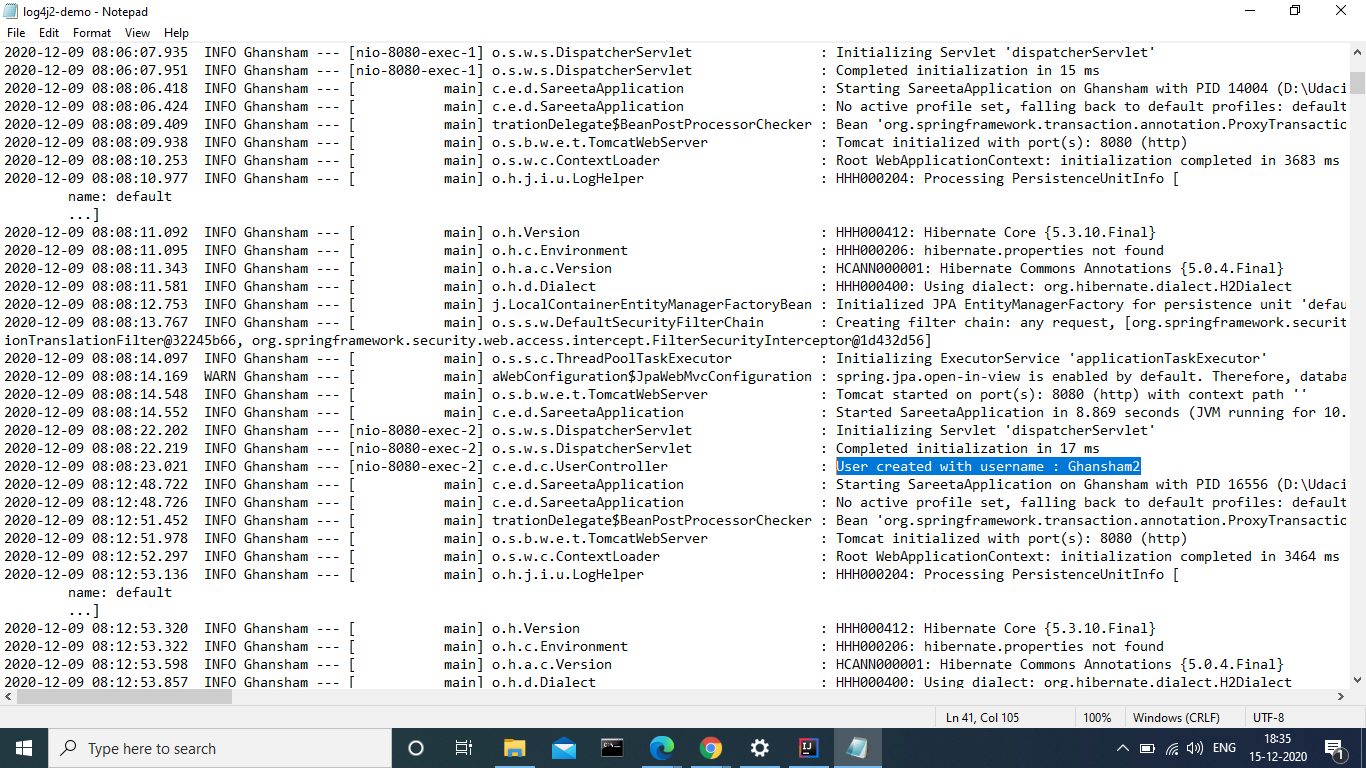 log4j2-demo - Notepad
File Edit Format View Help
2020-12-09 08:06:07.935  INFO Ghansham --- [nio-8080-exec-1] o.s.w.s.DispatcherServlet                : Initializing Servlet 'dispatcherServlet'
2020-12-09 08:06:07.951  INFO Ghansham --- [nio-8080-exec-1] o.s.w.s.DispatcherServlet                : Completed initialization in 15 ms
2020-12-09 08:08:06.418  INFO Ghansham --- [           main] c.e.d.SareetaApplication                 : Starting SareetaApplication on Ghansham with PID 14004 (D:\Udaci
2020-12-09 08:08:06.424  INFO Ghansham --- [           main] c.e.d.SareetaApplication                 : No active profile set, falling back to default profiles: default
2020-12-09 08:08:09.409  INFO Ghansham --- [           main] trationDelegate$BeanPostProcessorChecker : Bean 'org.springframework.transaction.annotation.ProxyTransactio
2020-12-09 08:08:09.938  INFO Ghansham --- [           main] o.s.b.w.e.t.TomcatWebServer              : Tomcat initialized with port(s): 8080 (http)
2020-12-09 08:08:10.253  INFO Ghansham --- [           main] o.s.w.c.ContextLoader                    : Root WebApplicationContext: initialization completed in 3683 ms
2020-12-09 08:08:10.977  INFO Ghansham --- [           main] o.h.j.i.u.LogHelper                      : HHH000204: Processing PersistenceUnitInfo [
name: default
...]
2020-12-09 08:08:11.092  INFO Ghansham --- [           main] o.h.Version                              : HHH000412: Hibernate Core {5.3.10.Final}
2020-12-09 08:08:11.095  INFO Ghansham --- [           main] o.h.c.Environment                        : HHH000206: hibernate.properties not found
2020-12-09 08:08:11.343  INFO Ghansham --- [           main] o.h.a.c.Version                          : HCANN000001: Hibernate Commons Annotations {5.0.4.Final}
2020-12-09 08:08:11.581  INFO Ghansham --- [           main] o.h.d.Dialect                            : HHH000400: Using dialect: org.hibernate.dialect.H2Dialect
2020-12-09 08:08:12.753  INFO Ghansham --- [           main] j.LocalContainerEntityManagerFactoryBean : Initialized JPA EntityManagerFactory for persistence unit 'defau
2020-12-09 08:08:13.767  INFO Ghansham --- [           main] o.s.s.w.DefaultSecurityFilterChain       : Creating filter chain: any request, [org.springframework.securit
ionTranslationFilter@32245b66, org.springframework.security.web.access.intercept.FilterSecurityInterceptor@1d432d56]
2020-12-09 08:08:14.097  INFO Ghansham --- [           main] o.s.s.c.ThreadPoolTaskExecutor           : Initializing ExecutorService 'applicationTaskExecutor'
2020-12-09 08:08:14.169  WARN Ghansham --- [           main] aWebConfiguration$JpaWebMvcConfiguration : spring.jpa.open-in-view is enabled by default. Therefore, databa
2020-12-09 08:08:14.548  INFO Ghansham --- [           main] o.s.b.w.e.t.TomcatWebServer              : Tomcat started on port(s): 8080 (http) with context path ''
2020-12-09 08:08:14.552  INFO Ghansham --- [           main] c.e.d.SareetaApplication                 : Started SareetaApplication in 8.869 seconds (JVM running for 10.
2020-12-09 08:08:22.202  INFO Ghansham --- [nio-8080-exec-2] o.s.w.s.DispatcherServlet                : Initializing Servlet 'dispatcherServlet'
2020-12-09 08:08:22.219  INFO Ghansham --- [nio-8080-exec-2] o.s.w.s.DispatcherServlet                : Completed initialization in 17 ms
2020-12-09 08:08:23.021  INFO Ghansham --- [nio-8080-exec-2] c.e.d.c.UserController                   : User created with username : Ghansham2
2020-12-09 08:12:48.722  INFO Ghansham --- [           main] c.e.d.SareetaApplication                 : Starting SareetaApplication on Ghansham with PID 16556 (D:\Udaci
2020-12-09 08:12:48.726  INFO Ghansham --- [           main] c.e.d.SareetaApplication                 : No active profile set, falling back to default profiles: default
2020-12-09 08:12:51.452  INFO Ghansham --- [           main] trationDelegate$BeanPostProcessorChecker : Bean 'org.springframework.transaction.annotation.ProxyTransactio
2020-12-09 08:12:51.978  INFO Ghansham --- [           main] o.s.b.w.e.t.TomcatWebServer              : Tomcat initialized with port(s): 8080 (http)
2020-12-09 08:12:52.297  INFO Ghansham --- [           main] o.s.w.c.ContextLoader                    : Root WebApplicationContext: initialization completed in 3464 ms
2020-12-09 08:12:53.136  INFO Ghansham --- [           main] o.h.j.i.u.LogHelper                      : HHH000204: Processing PersistenceUnitInfo [
name: default
...]
2020-12-09 08:12:53.320  INFO Ghansham --- [           main] o.h.Version                              : HHH000412: Hibernate Core {5.3.10.Final}
2020-12-09 08:12:53.322  INFO Ghansham --- [           main] o.h.c.Environment                        : HHH000206: hibernate.properties not found
2020-12-09 08:12:53.598  INFO Ghansham --- [           main] o.h.a.c.Version                          : HCANN000001: Hibernate Commons Annotations {5.0.4.Final}
2020-12-09 08:12:53.857  INFO Ghansham --- [           main] o.h.d.Dialect                            : HHH000400: Using dialect: org.hibernate.dialect.H2Dialect
Ln 41, Col 105 100% Windows (CRLF) UTF-8
Type here to search
ENG
18:35
15-12-2020
1